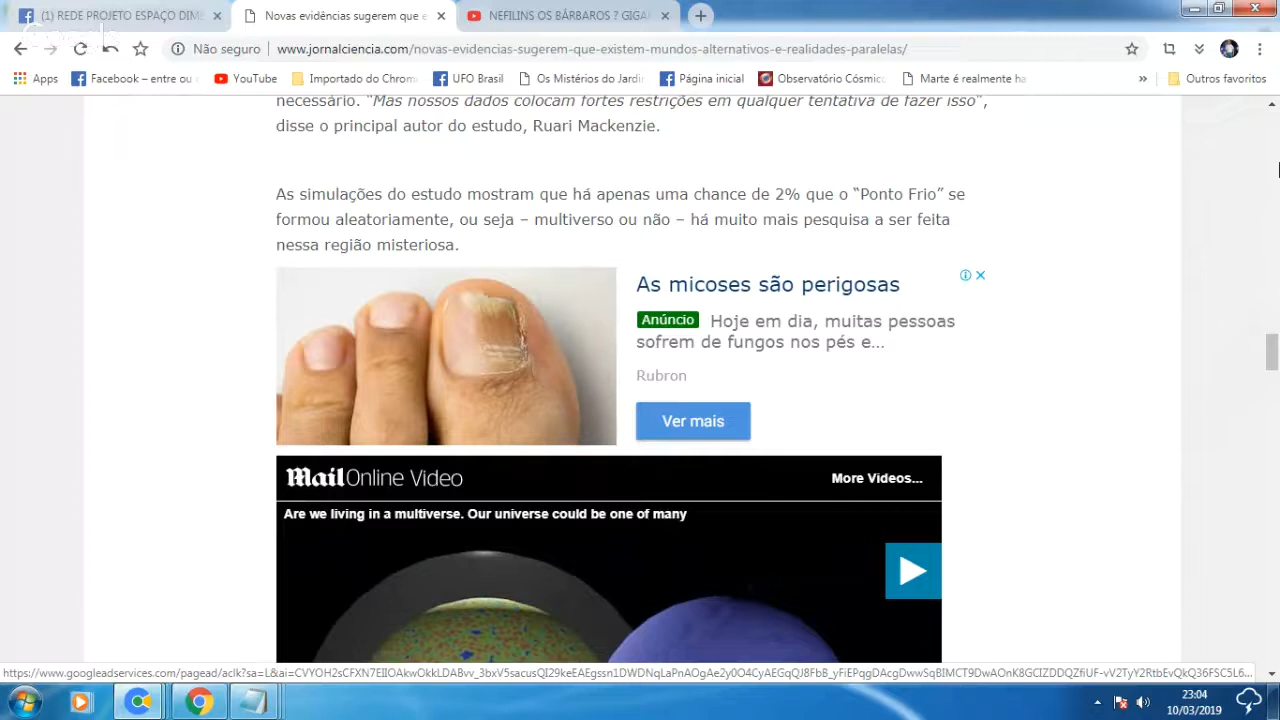 (1) REDE PROJETO ESPAÇO DIME
Novas evidências sugerem que e
NEFILINS OS BÁRBAROS ? GIGA
Não seguro
www.jornalciencia.com/novas-evidencias-sugerem-que-existem-mundos-alternativos-e-realidades-paralelas/
Apps
Facebook – entre ou
YouTube
Importado do Chrom
UFO Brasil
Os Mistérios do Jardin
Página inicial
Observatório Cósmic
Marte é realmente ha
»
Outros favoritos
necessário. “Mas nossos dados colocam fortes restrições em qualquer tentativa de fazer isso”,
disse o principal autor do estudo, Ruari Mackenzie.
As simulações do estudo mostram que há apenas uma chance de 2% que o “Ponto Frio” se
formou aleatoriamente, ou seja – multiverso ou não – há muito mais pesquisa a ser feita
nessa região misteriosa.
As micoses são perigosas
Anúncio Hoje em dia, muitas pessoas
sofrem de fungos nos pés e...
Rubron
Ver mais
Mail Online Video
More Videos...
Are we living in a multiverse. Our universe could be one of many
23:04
10/03/2019